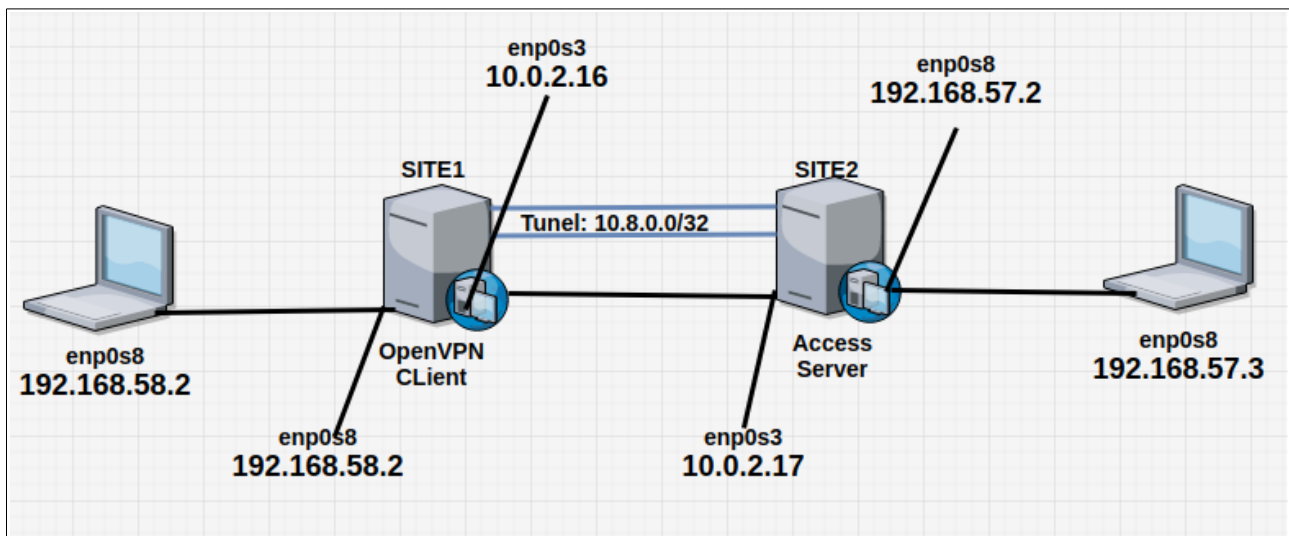 enp0s3
10.0.2.16
enp0s8
192.168.57.2
SITE1
SITE2
Tunel: 10.8.0.0/32
enp0s8
192.168.58.2
OpenVPN
CLient
Access
Server
enp0s8
192.168.57.3
enp0s8
192.168.58.2
enp0s3
10.0.2.17